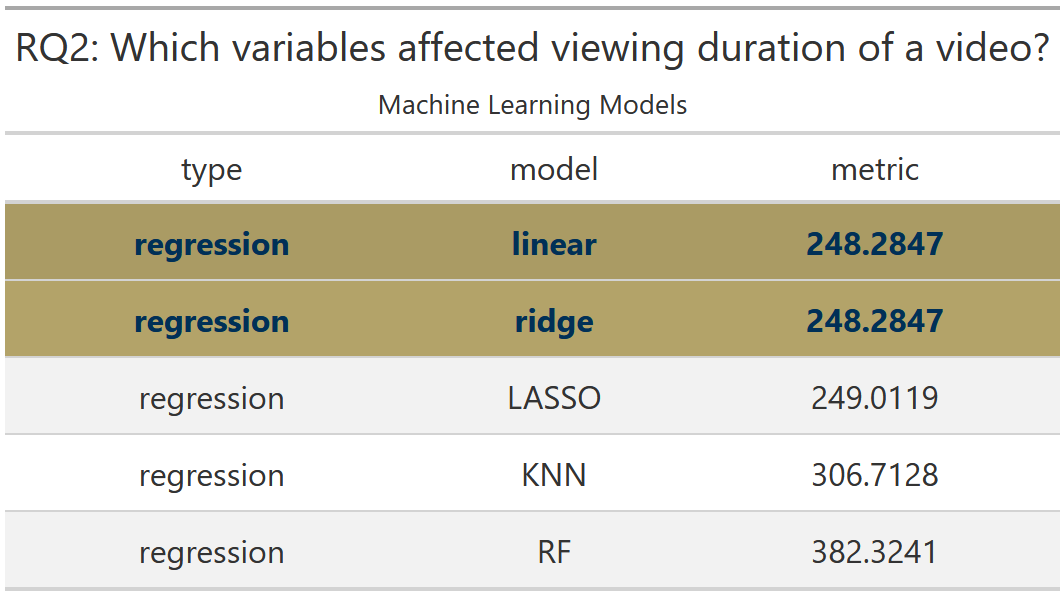 RQ2: Which variables affected viewing duration of a video?
Machine Learning Models
type model metric
regression linear 248.2847
regression ridge 248.2847
regression LASSO 249.0119
regression KNN 306.7128
regression RF 382.3241